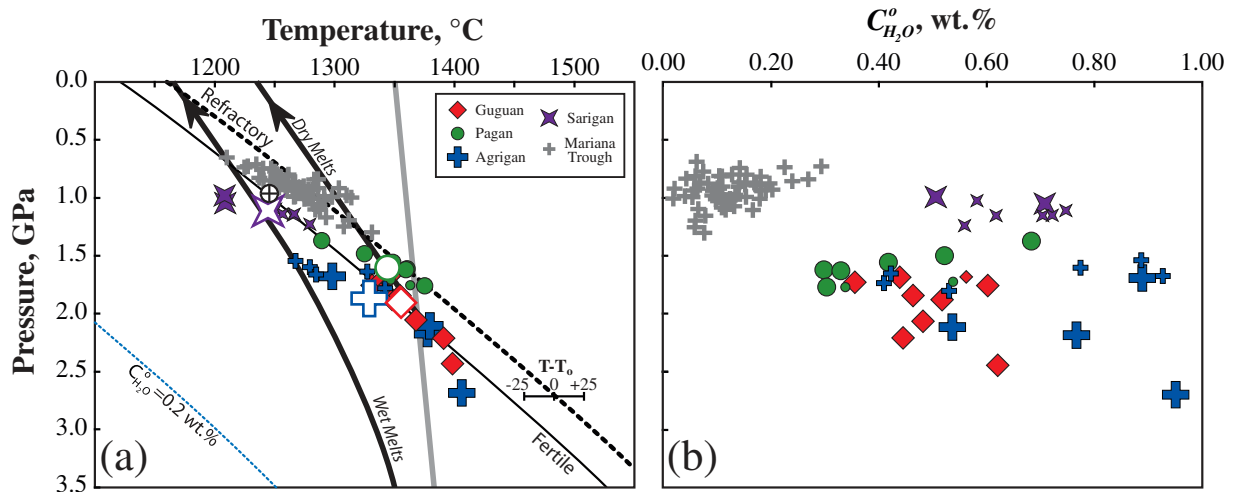 Temperature, °C
1200 1300 1400 1500
Pressure, GPa
0.0
0.5
1.0
1.5
2.0
2.5
3.0
3.5
Refractory
Dry Melts
Wet Melts
Fertile
C°H₂O=0.2 wt.%
Guguan
Pagan
Agrigan
Sarigan
Mariana
Trough
T-To
-25 0 +25
(a)
C°H₂O, wt.%
0.00 0.20 0.40 0.60 0.80 1.00
(b)